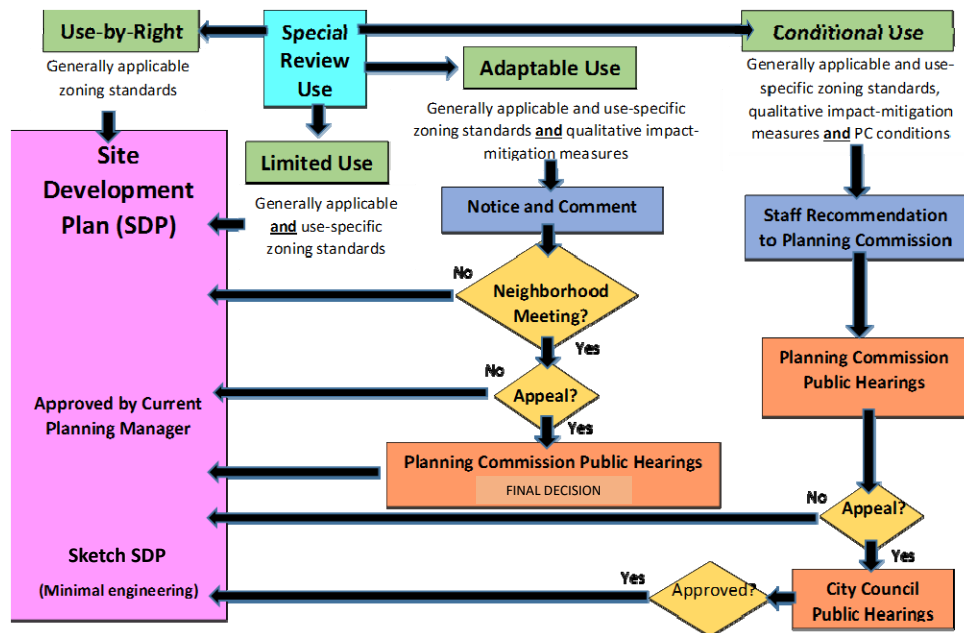 Use-by-Right
Generally applicable
zoning standards
Special
Review
Use
Adaptable Use
Generally applicable and use-specific
zoning standards and qualitative impact-
mitigation measures
Conditional Use
Generally applicable and use-
specific zoning standards,
qualitative impact-mitigation
measures and PC conditions
Limited Use
Generally applicable
and use-specific
zoning standards
Site
Development
Plan (SDP)
Notice and Comment
Staff Recommendation
to Planning Commission
No
Neighborhood
Meeting?
Yes
Planning Commission
Public Hearings
No
Appeal?
Yes
Approved by Current
Planning Manager
Planning Commission Public Hearings
FINAL DECISION
No
Appeal?
Yes
Sketch SDP
(Minimal engineering)
Yes
Approved?
City Council
Public Hearings